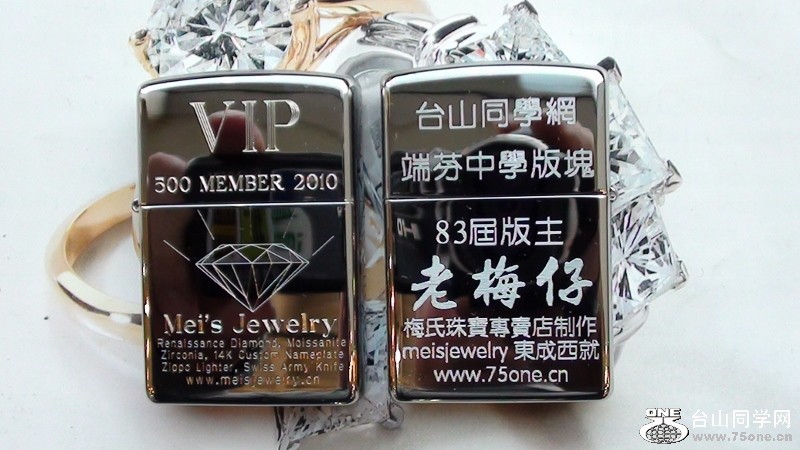 VIP
500 MEMBER 2010
Mei's Jewelry
Renaissance Diamond, Moissanite
Zirconia, 14K Custom Nameplate
Zippo Lighter, Swiss Army Knife
www.meisjewelry.cn
台山同學網
端芬中學版塊
83屆版主
老梅仔
梅氏珠寶專賣店制作
meisjewelry 東成西就
www.75one.cn
ONE
台山同学网
www.75one.cn